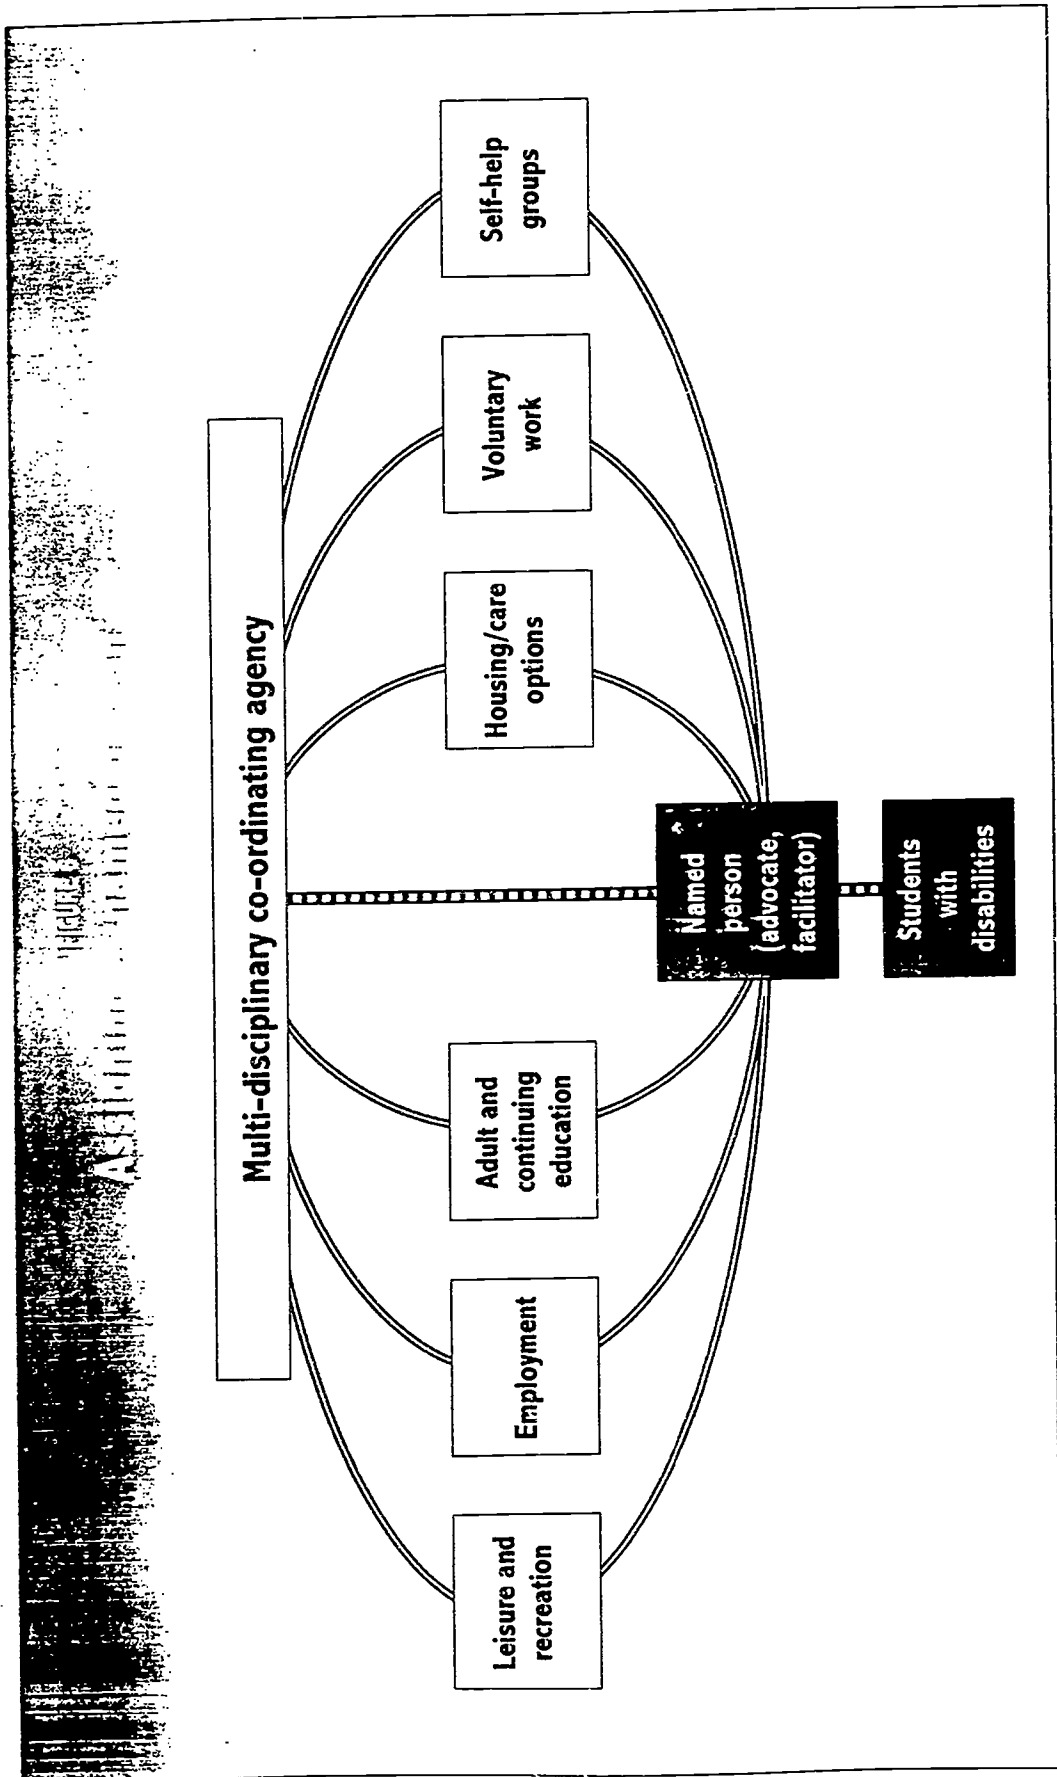 Multi-disciplinary co-ordinating agency
Leisure and
recreation
Employment
Adult and
continuing
education
Housing/care
options
Voluntary
work
Self-help
groups
Named
person
(advocate,
facilitator)
Students
with
disabilities